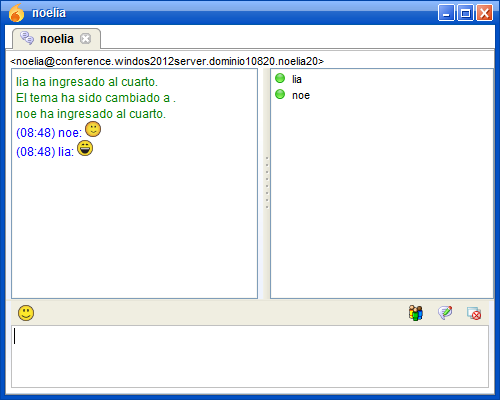 noelia
noelia
<noelia@conference.windos2012server.dominio10820.noelia20>
lia ha ingresado al cuarto.
El tema ha sido cambiado a .
noe ha ingresado al cuarto.
(08:48) noe:
(08:48) lia:
lia
noe